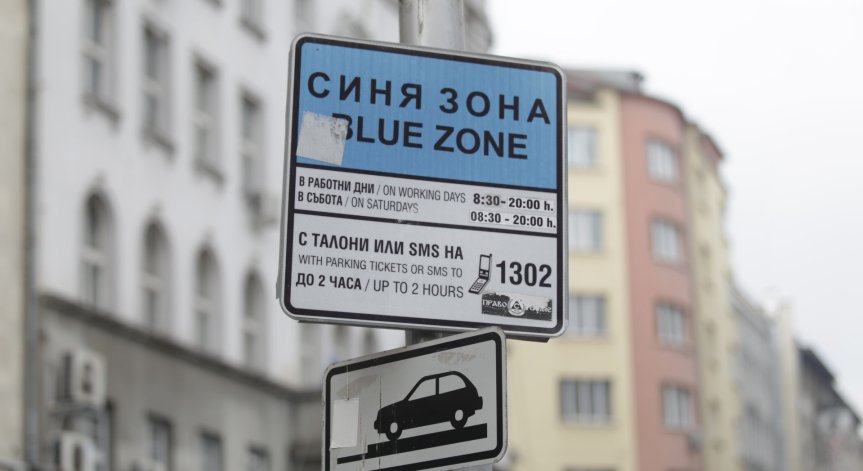 СИНЯ ЗОНА
BLUE ZONE
В РАБОТНИ ДНИ / ON WORKING DAYS 8:30 - 20:00 h.
В СЪБОТА / ON SATURDAYS 08:30 - 20:00 h.
С ТАЛОНИ ИЛИ SMS НА
WITH PARKING TICKETS OR SMS TO 1302
ДО 2 ЧАСА / UP TO 2 HOURS
ПРАВО